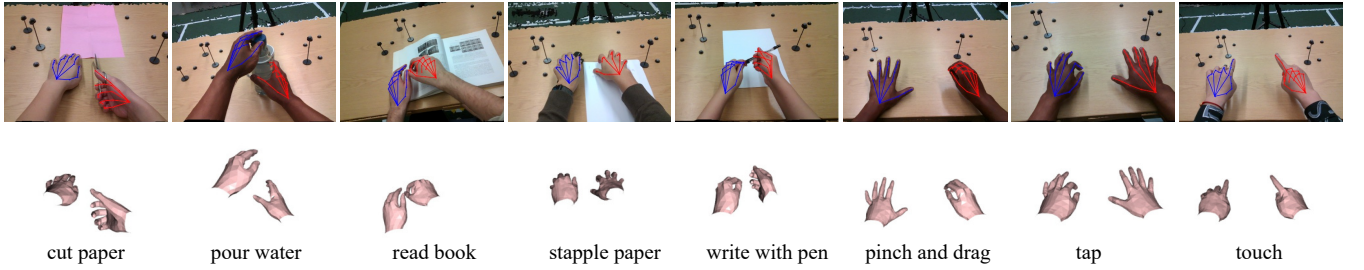 cut paper
pour water
read book
stapple paper
write with pen
pinch and drag
tap
touch